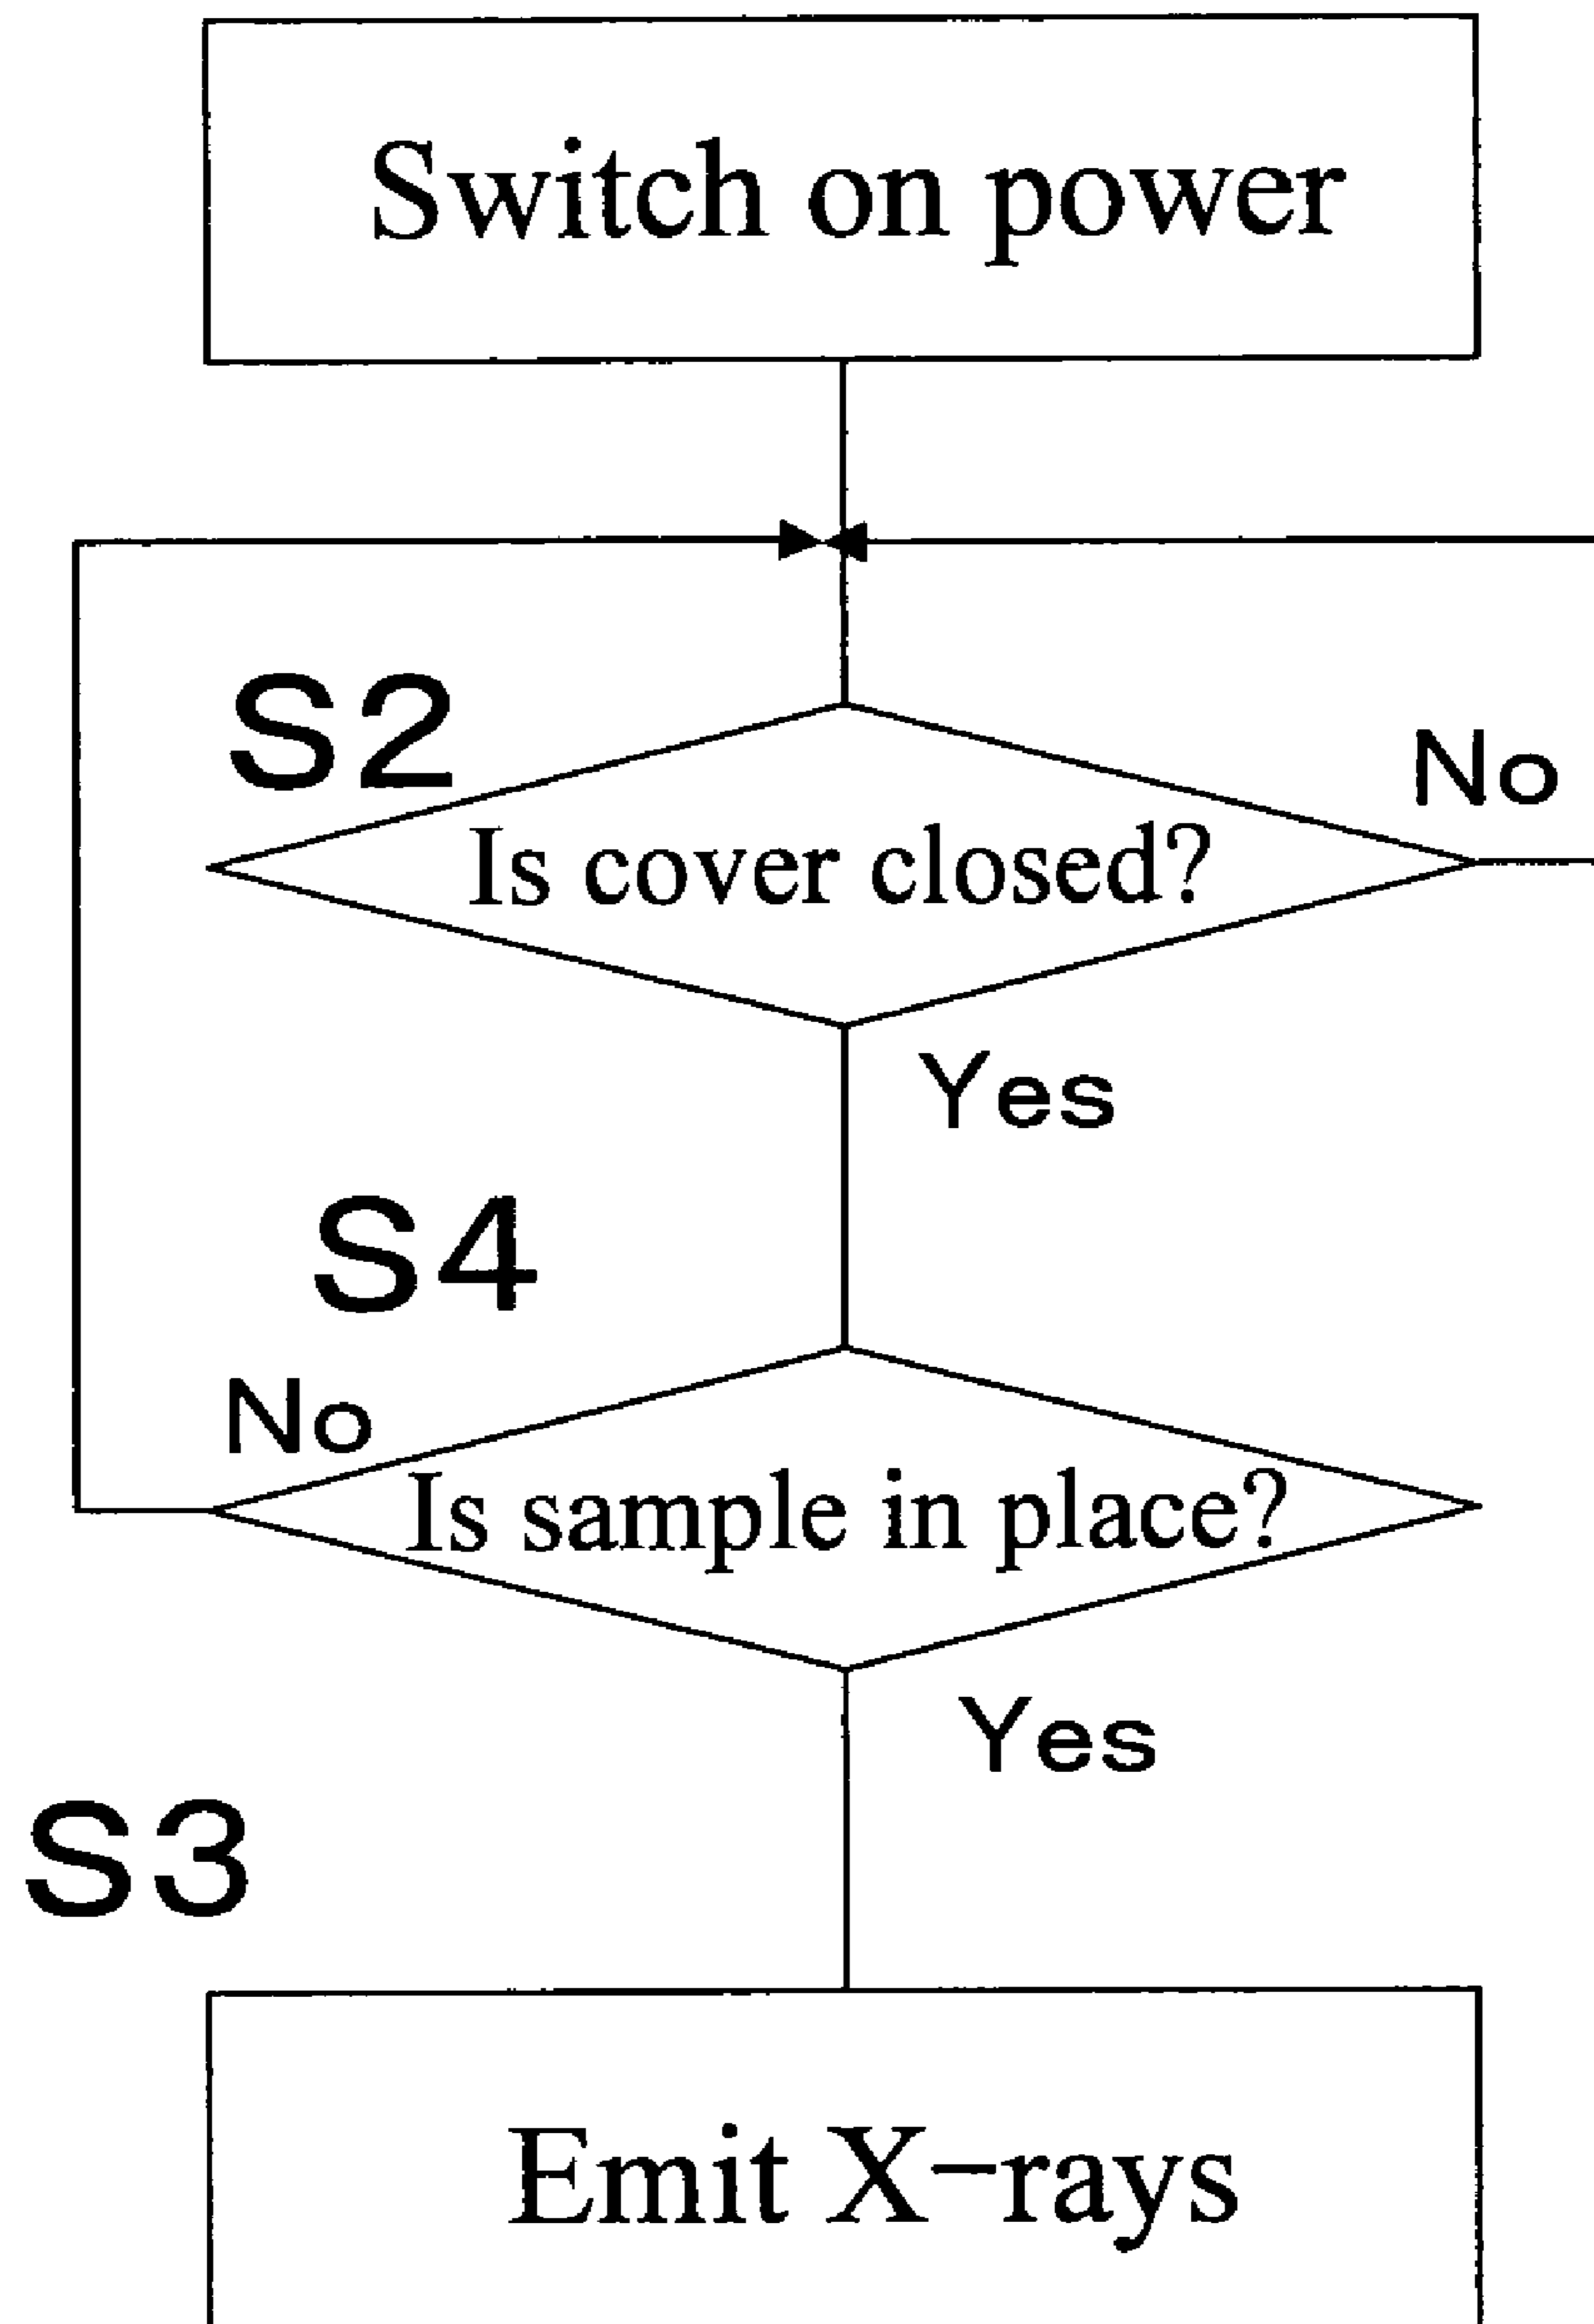 Switch on power
S2
No
Is cover closed?
Yes
S4
No
Is sample in place?
Yes
S3
Emit X-rays